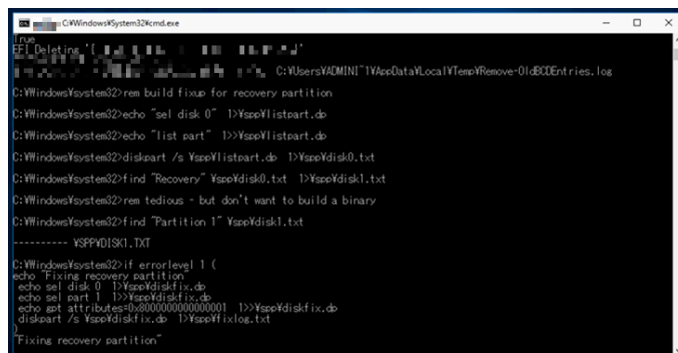 C:¥Windows¥System32¥cmd.exe
True
EFI Deleting '{
C:¥Users¥ADMINI~1¥AppData¥Local¥Temp¥Remove-OldBCDEntries.log
C:¥Windows¥system32>rem build fixup for recovery partition
C:¥Windows¥system32>echo "sel disk 0"  1>¥spp¥listpart.dp
C:¥Windows¥system32>echo "list part"  1>>¥spp¥listpart.dp
C:¥Windows¥system32>diskpart /s ¥spp¥listpart.dp  1>¥spp¥disk0.txt
C:¥Windows¥system32>find "Recovery" ¥spp¥disk0.txt  1>¥spp¥disk1.txt
C:¥Windows¥system32>rem tedious - but don't want to build a binary
C:¥Windows¥system32>find "Partition 1" ¥spp¥disk1.txt
---------- ¥SPP¥DISK1.TXT
C:¥Windows¥system32>if errorlevel 1 (
echo "Fixing recovery partition"
echo sel disk 0  1>¥spp¥diskfix.dp
echo sel part 1  1>>¥spp¥diskfix.dp
echo gpt attributes=0x8000000000000001  1>>¥spp¥diskfix.dp
diskpart /s ¥spp¥diskfix.dp  1>¥spp¥fixlog.txt
)
"Fixing recovery partition"